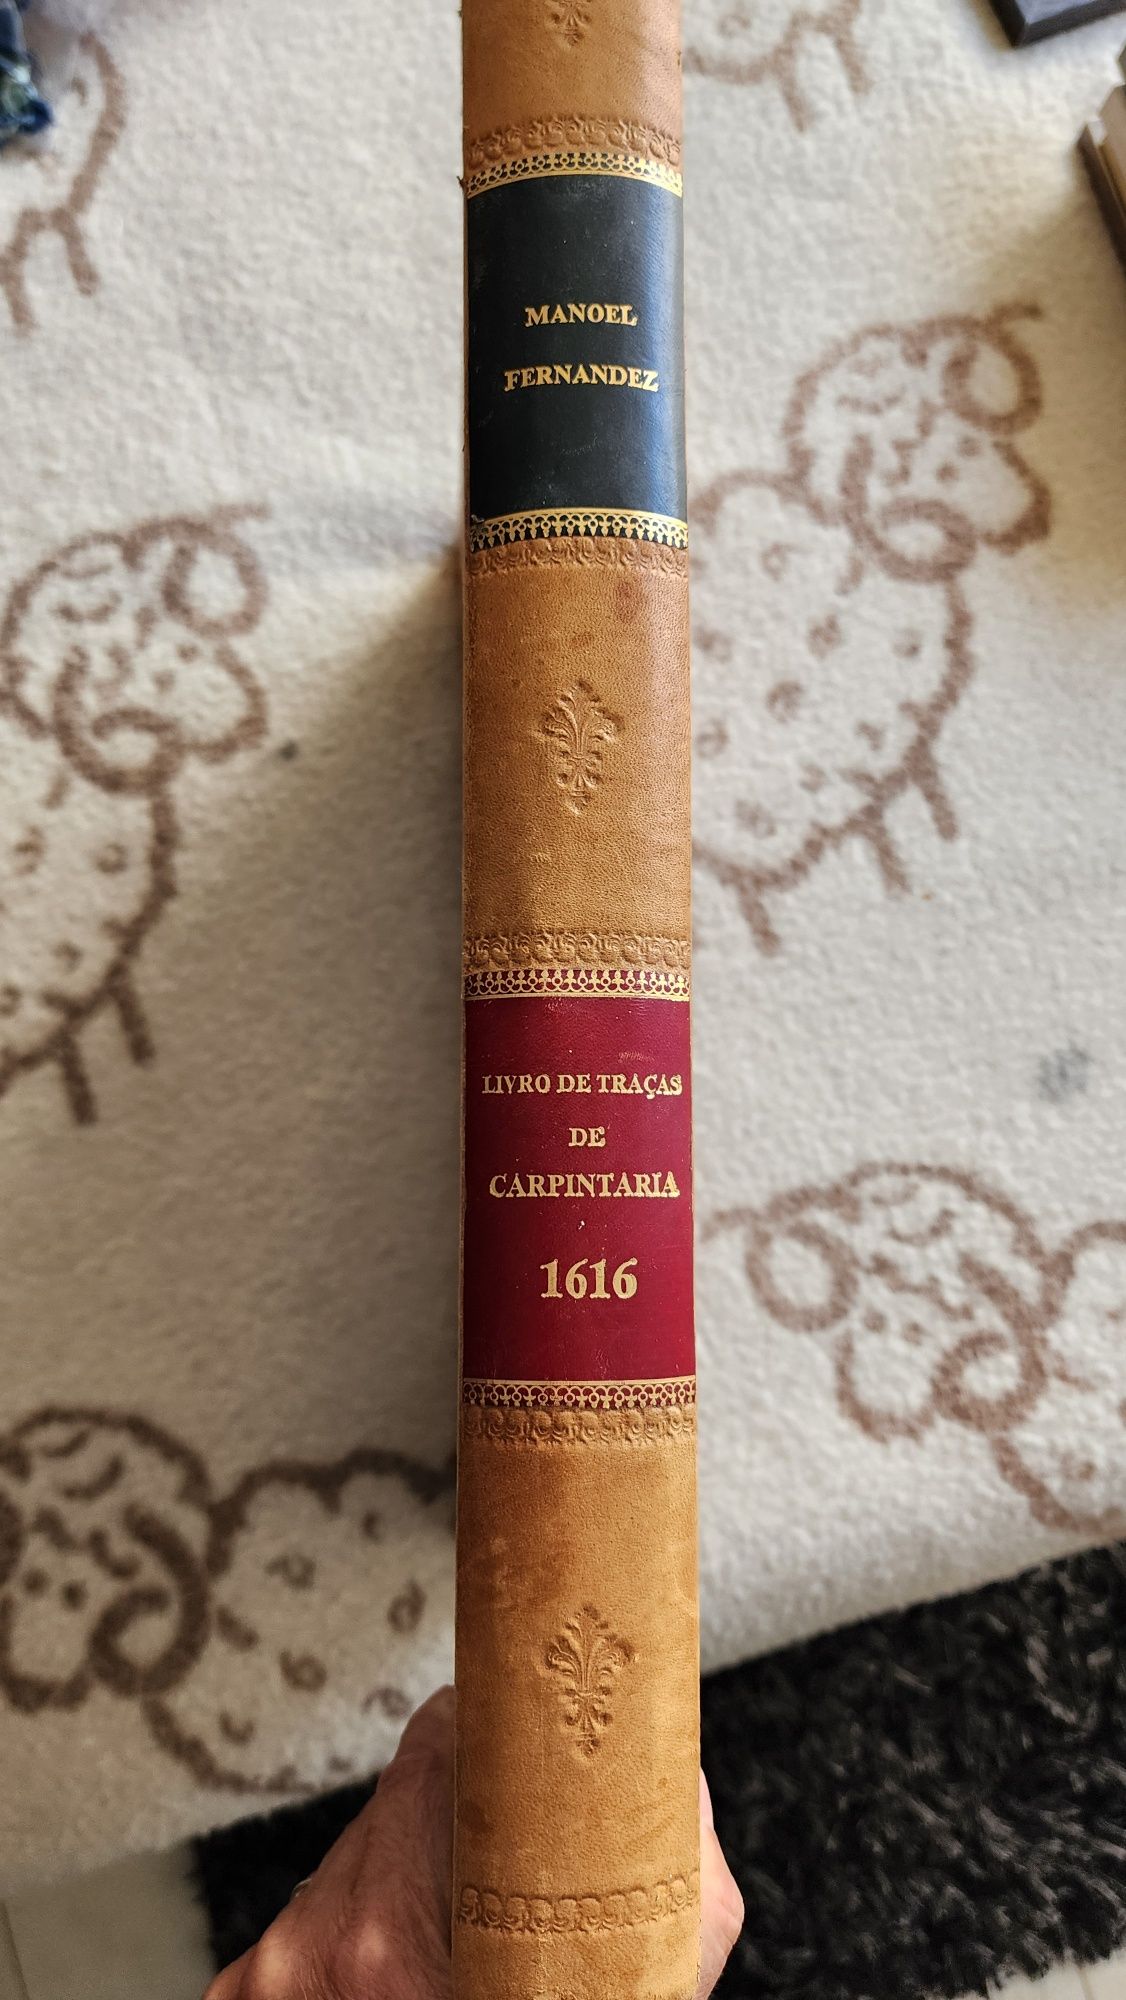 MANOEL
FERNANDEZ
LIVRO DE TRAÇAS
DE
CARPINTARIA
1616